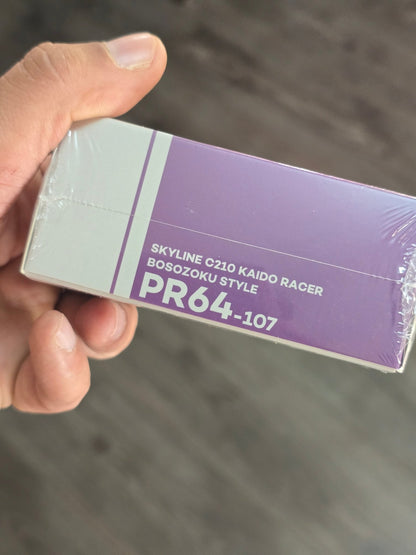 SKYLINE C210 KAIDO RACER
BOSOZOKU STYLE
PR64-107